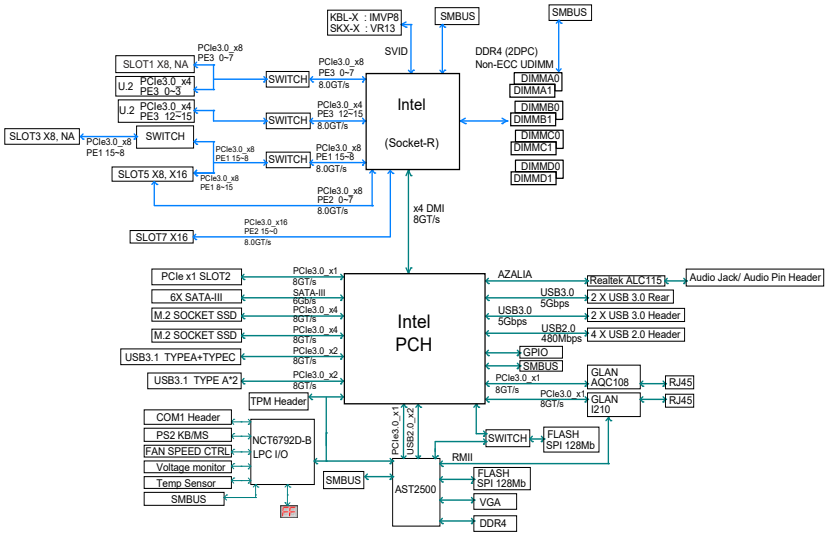 KBL-X : IMVP8
SKX-X : VR13
SMBUS
SMBUS
SVID
DDR4 (2DPC)
Non-ECC UDIMM
PCIe3.0_x8
PE3 0~7
SLOT1 X8, NA
U.2 PCIe3.0_x4
PE3 0~3
SWITCH
PCIe3.0_x8
PE3 0~7
8.0GT/s
U.2 PCIe3.0_x4
PE3 12~15
SWITCH
PCIe3.0_x4
PE3 12~15
8.0GT/s
Intel
(Socket-R)
DIMMA0
DIMMA1
DIMMB0
DIMMB1
DIMMC0
DIMMC1
DIMMD0
DIMMD1
SLOT3 X8, NA
PCIe3.0_x8
PE1 15~8
SWITCH
PCIe3.0_x8
PE1 15~8
SWITCH
PCIe3.0_x8
PE1 15~8
8.0GT/s
SLOT5 X8, X16
PCIe3.0_x8
PE1 8~15
PCIe3.0_x8
PE2 0~7
8.0GT/s
SLOT7 X16
PCIe3.0_x16
PE2 15~0
8.0GT/s
x4 DMI
8GT/s
PCIe x1 SLOT2
PCIe3.0_x1
8GT/s
6X SATA-III
SATA-III
6Gb/s
M.2 SOCKET SSD
PCIe3.0_x4
8GT/s
M.2 SOCKET SSD
PCIe3.0_x4
8GT/s
USB3.1 TYPEA+TYPEC
PCIe3.0_x2
8GT/s
USB3.1 TYPE A*2
PCIe3.0_x2
8GT/s
Intel
PCH
AZALIA
Realtek ALC115
Audio Jack/ Audio Pin Header
USB3.0
5Gbps
2 X USB 3.0 Rear
USB3.0
5Gbps
2 X USB 3.0 Header
USB2.0
480Mbps
4 X USB 2.0 Header
GPIO
SMBUS
PCIe3.0_x1
8GT/s
GLAN
AQC108
RJ45
PCIe3.0_x1
8GT/s
GLAN
I210
RJ45
TPM Header
PCIe3.0_x1
USB2.0_x2
SWITCH
FLASH
SPI 128Mb
RMII
COM1 Header
PS2 KB/MS
FAN SPEED CTRL
Voltage monitor
Temp Sensor
SMBUS
NCT6792D-B
LPC I/O
FF
SMBUS
AST2500
FLASH
SPI 128Mb
VGA
DDR4